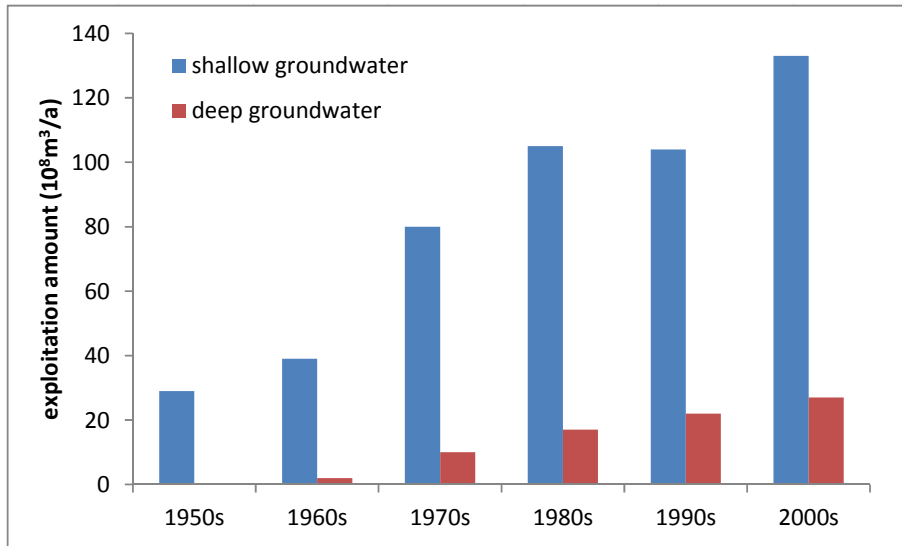 exploitation amount (10⁸m³/a)
140
120
100
80
60
40
20
0
shallow groundwater
deep groundwater
1950s 1960s 1970s 1980s 1990s 2000s